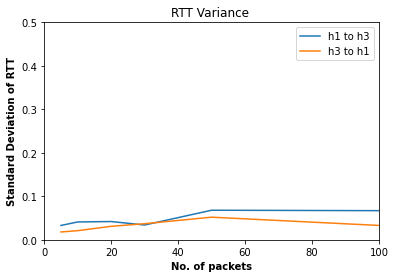 RTT Variance
h1 to h3
h3 to h1
Standard Deviation of RTT
0.5
0.4
0.3
0.2
0.1
0.0
0 20 40 60 80 100
No. of packets